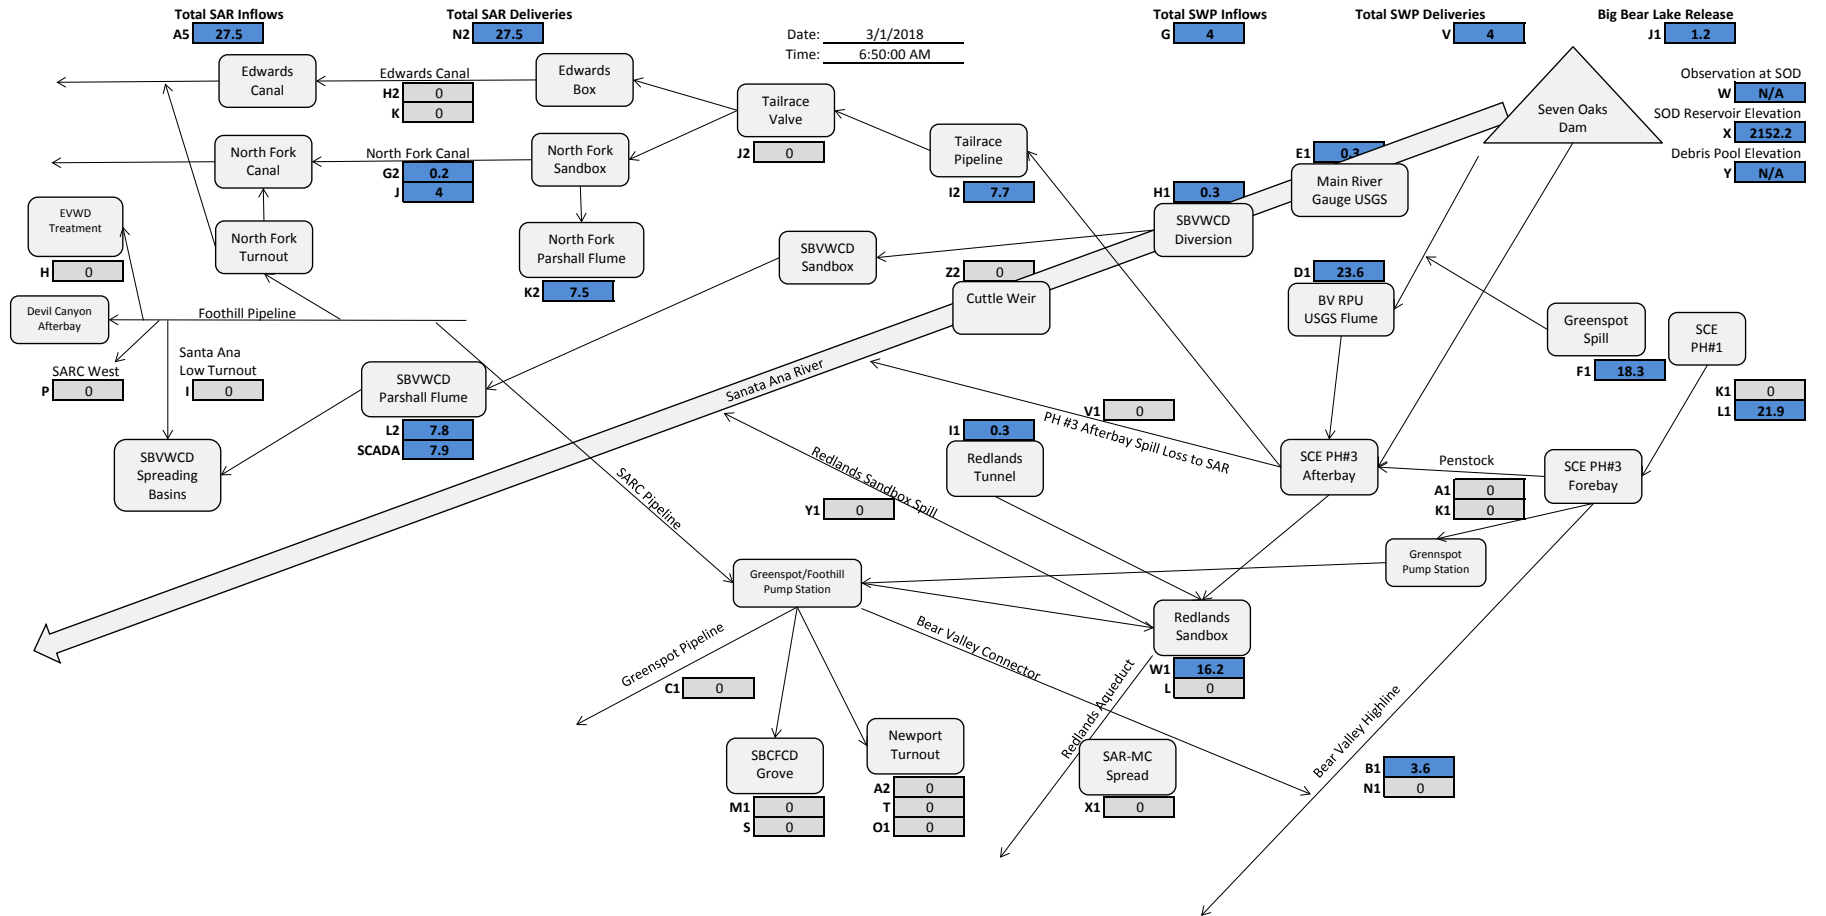 Total SAR Inflows
A5 27.5
Total SAR Deliveries
N2 27.5
Date: 3/1/2018
Time: 6:50:00 AM
Total SWP Inflows
G 4
Total SWP Deliveries
V 4
Big Bear Lake Release
J1 1.2
Observation at SOD
W N/A
SOD Reservoir Elevation
X 2152.2
Debris Pool Elevation
Y N/A
Seven Oaks
Dam
Edwards
Canal
Edwards Canal
H2 0
K 0
Edwards
Box
Tailrace
Valve
J2 0
Tailrace
Pipeline
I2 7.7
North Fork
Canal
North Fork Canal
G2 0.2
J 4
North Fork
Sandbox
E1 0.3
Main River
Gauge USGS
H1 0.3
SBVWCD
Diversion
EVWD
Treatment
H 0
North Fork
Turnout
North Fork
Parshall Flume
K2 7.5
SBVWCD
Sandbox
Z2 0
Cuttle Weir
D1 23.6
BV RPU
USGS Flume
Greenspot
Spill
F1 18.3
SCE
PH#1
K1 0
L1 21.9
Devil Canyon
Afterbay
Foothill Pipeline
SARC West
P 0
Santa Ana
Low Turnout
I 0
SBVWCD
Parshall Flume
L2 7.8
SCADA 7.9
Sanata Ana River
V1 0
PH #3 Afterbay Spill Loss to SAR
I1 0.3
Redlands
Tunnel
SCE PH#3
Afterbay
Penstock
A1 0
K1 0
SCE PH#3
Forebay
SBVWCD
Spreading
Basins
SARC Pipeline
Redlands Sandbox Spill
Y1 0
Grennspot
Pump Station
Greenspot/Foothill
Pump Station
Redlands
Sandbox
W1 16.2
L 0
Greenspot Pipeline
C1 0
Bear Valley Connector
Redlands Aqueduct
Bear Valley Highline
SBCFCD
Grove
M1 0
S 0
Newport
Turnout
A2 0
T 0
O1 0
SAR-MC
Spread
X1 0
B1 3.6
N1 0